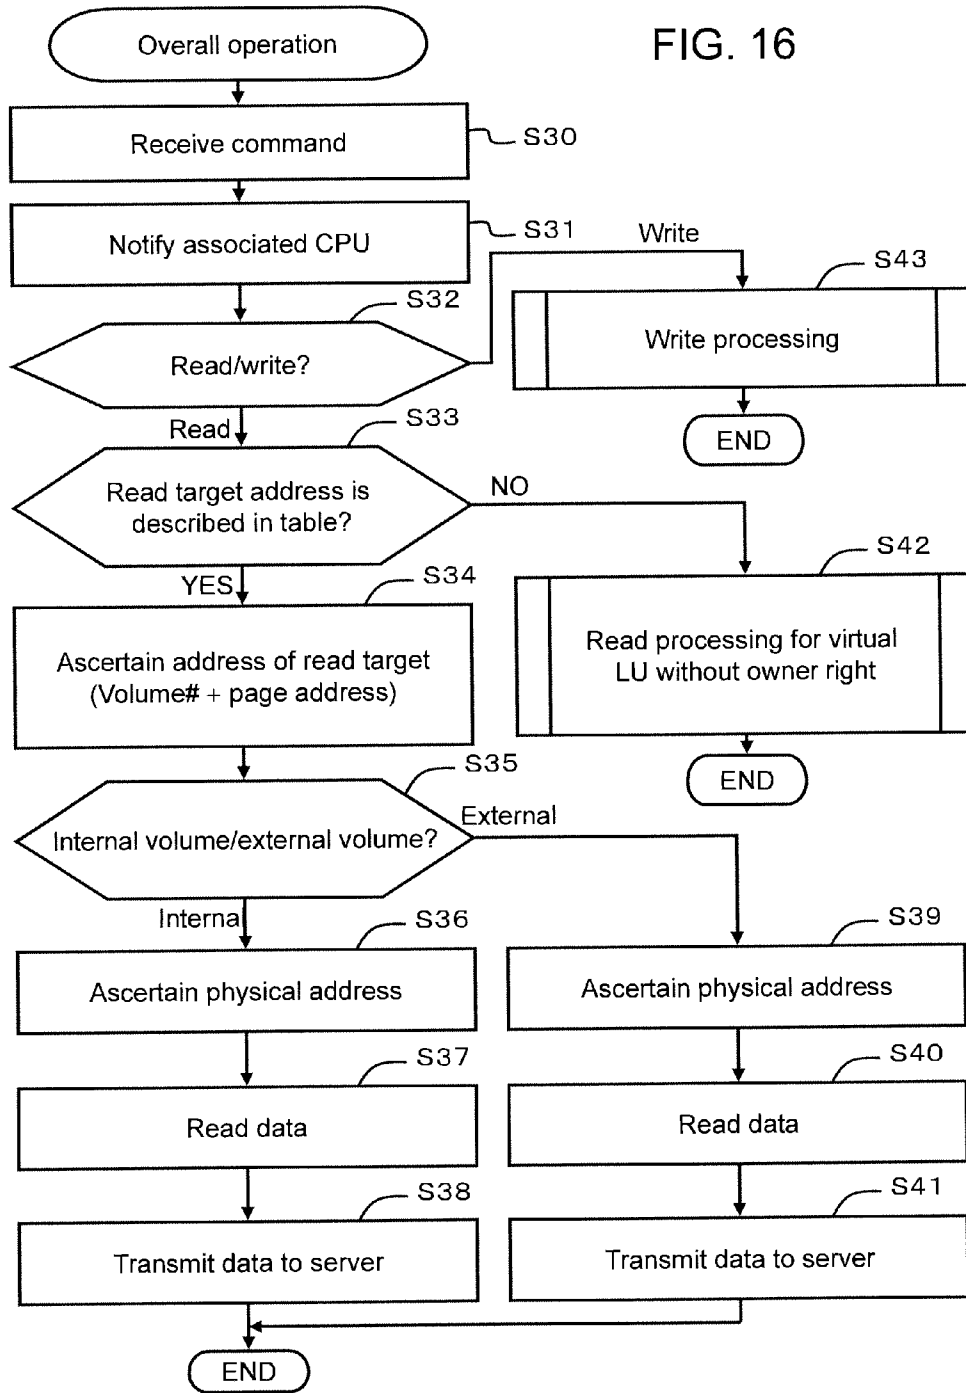 FIG. 16
Overall operation
Receive command
S30
Notify associated CPU
S31
Write
S32
S43
Read/write?
Write processing
Read
S33
END
Read target address is
described in table?
NO
S42
YES
S34
Ascertain address of read target
(Volume# + page address)
Read processing for virtual
LU without owner right
S35
END
Internal volume/external volume?
External
Internal
S36
S39
Ascertain physical address
Ascertain physical address
S37
S40
Read data
Read data
S38
S41
Transmit data to server
Transmit data to server
END